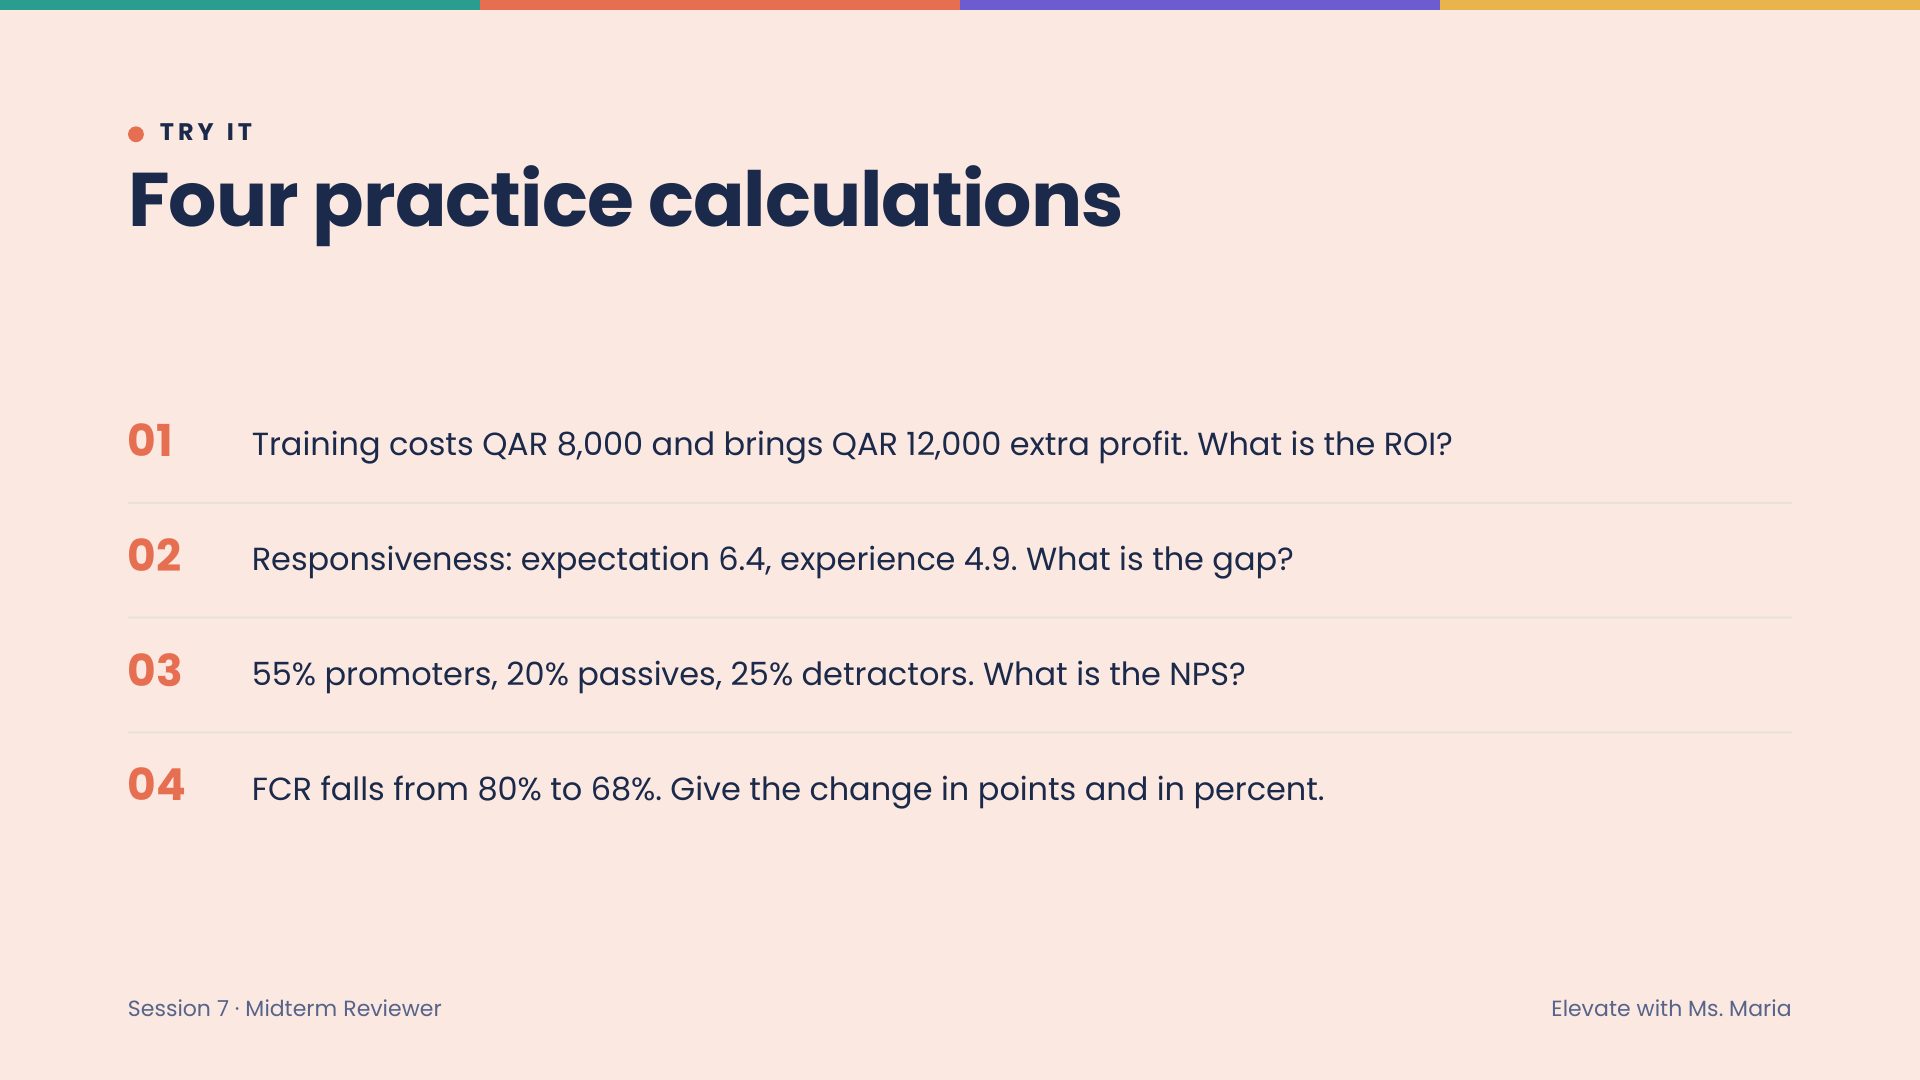 TRY IT
Four practice calculations
01 Training costs QAR 8,000 and brings QAR 12,000 extra profit. What is the ROI?
02 Responsiveness: expectation 6.4, experience 4.9. What is the gap?
03 55% promoters, 20% passives, 25% detractors. What is the NPS?
04 FCR falls from 80% to 68%. Give the change in points and in percent.
Session 7 · Midterm Reviewer
Elevate with Ms. Maria